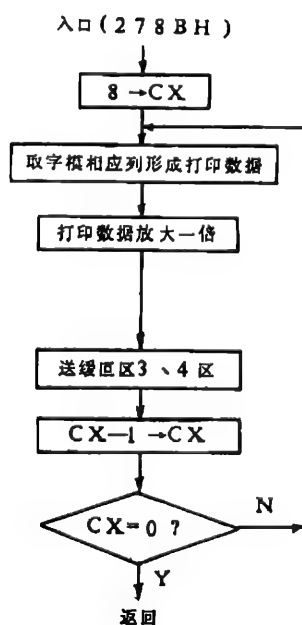 入口(278BH)
8→CX
取字模相应列形成打印数据
打印数据放大一倍
送缓回区3、4区
CX—1→CX
CX=0?
N
Y
返回